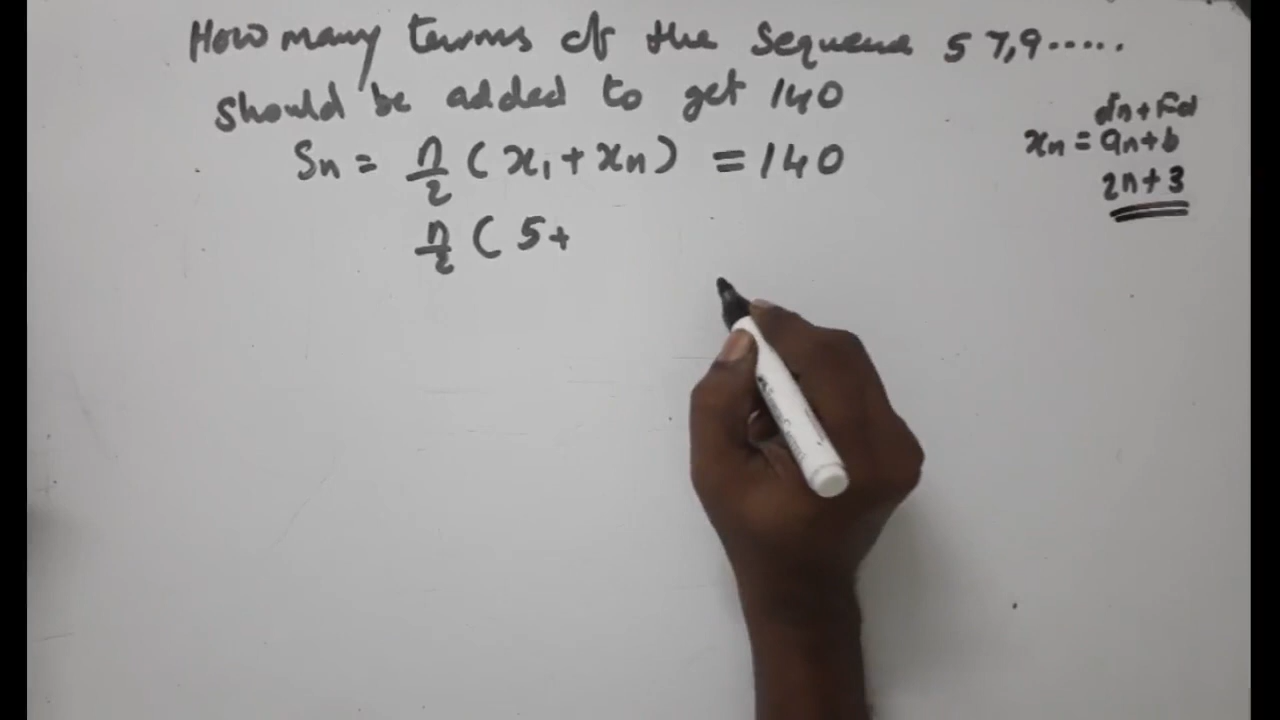 How many terms of the sequence 5 7, 9 .....
should be added to get 140
Sn = n/2 ( x1 + xn ) = 140
n/2 ( 5 +
dn + f-d
xn = an + b
2n + 3